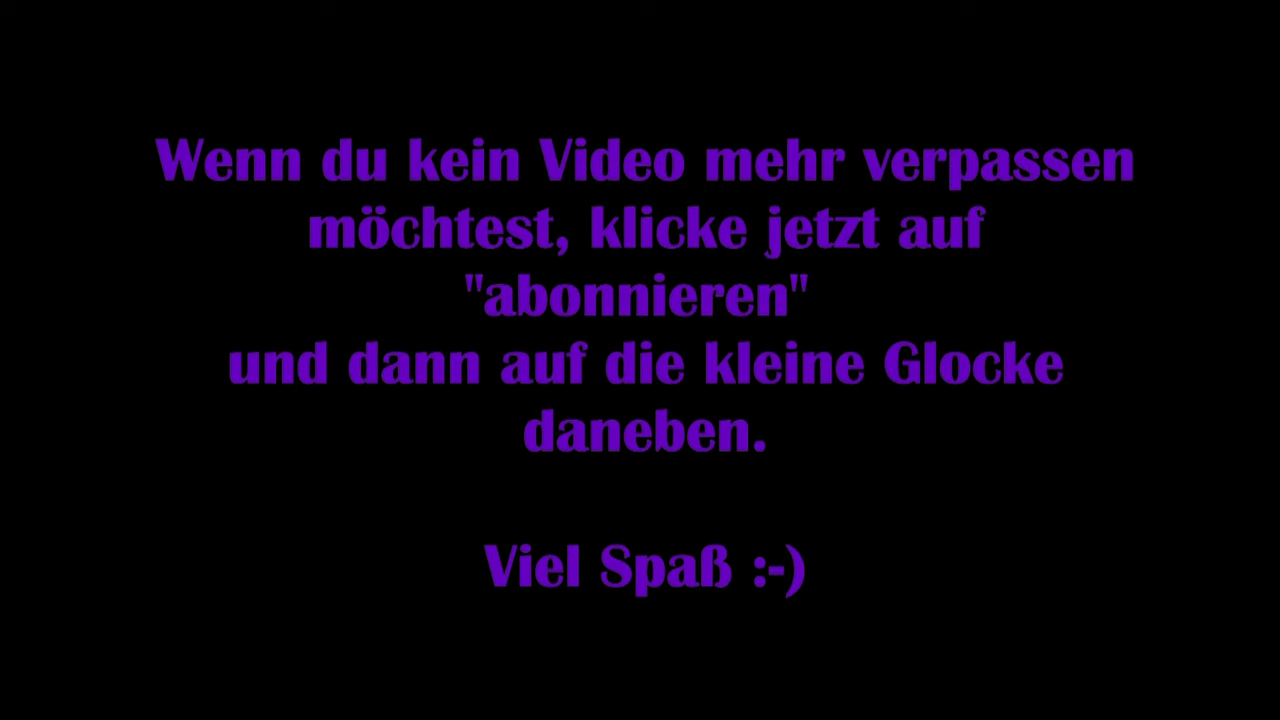 Wenn du kein Video mehr verpassen
möchtest, klicke jetzt auf
"abonnieren"
und dann auf die kleine Glocke
daneben.
Viel Spaß :-)